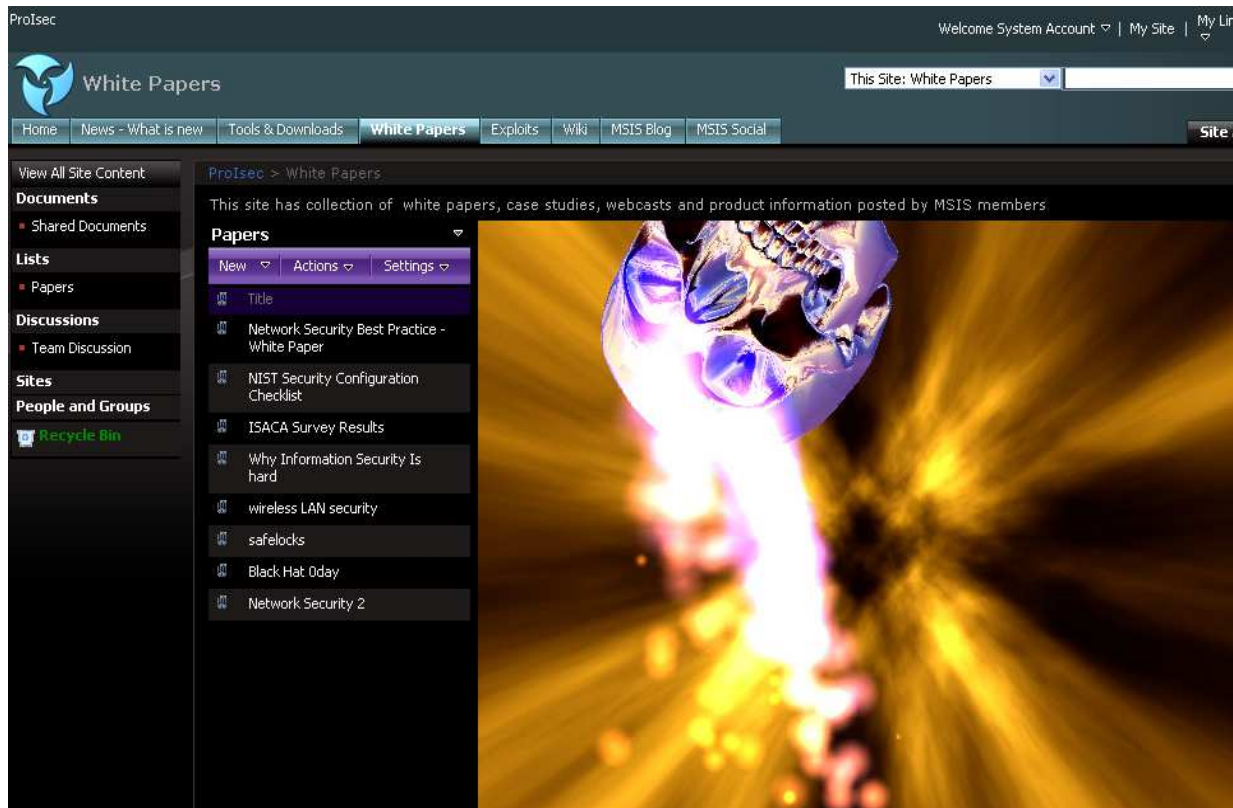 ProIsec
Welcome System Account | My Site |
White Papers
This Site: White Papers
Home News - What is new Tools & Downloads White Papers Exploits Wiki MSIS Blog MSIS Social
Site
View All Site Content
Documents
Shared Documents
Lists
Papers
Discussions
Team Discussion
Sites
People and Groups
Recycle Bin
ProIsec > White Papers
This site has collection of white papers, case studies, webcasts and product information posted by MSIS members
Papers
New Actions Settings
Title
Network Security Best Practice -
White Paper
NIST Security Configuration
Checklist
ISACA Survey Results
Why Information Security Is
hard
wireless LAN security
safelocks
Black Hat 0day
Network Security 2